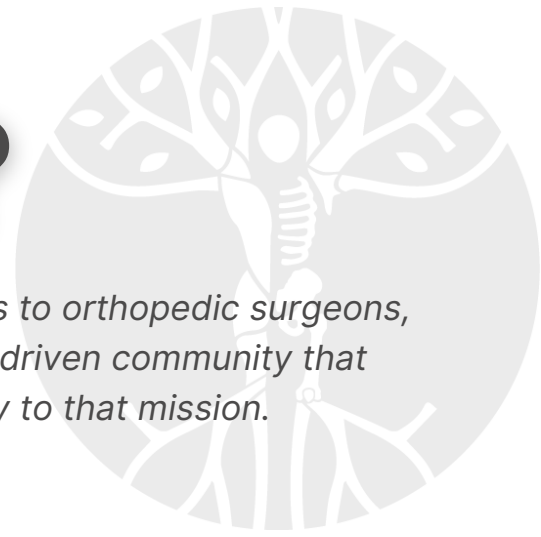 to orthopedic surgeons,
driven community that
to that mission.